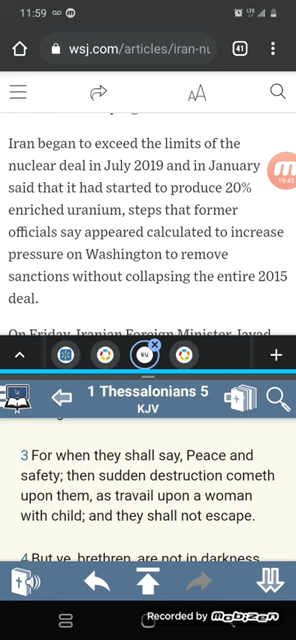 11:59
LTE
wsj.com/articles/iran-nu
41
AA
Iran began to exceed the limits of the
nuclear deal in July 2019 and in January
said that it had started to produce 20%
enriched uranium, steps that former
officials say appeared calculated to increase
pressure on Washington to remove
sanctions without collapsing the entire 2015
deal.
m
19:43
On Friday, Iranian Foreign Minister Javad
WSJ
1 Thessalonians 5
KJV
3 For when they shall say, Peace and
safety; then sudden destruction cometh
upon them, as travail upon a woman
with child; and they shall not escape.
4 But ye, brethren, are not in darkness,
Recorded by mobizen